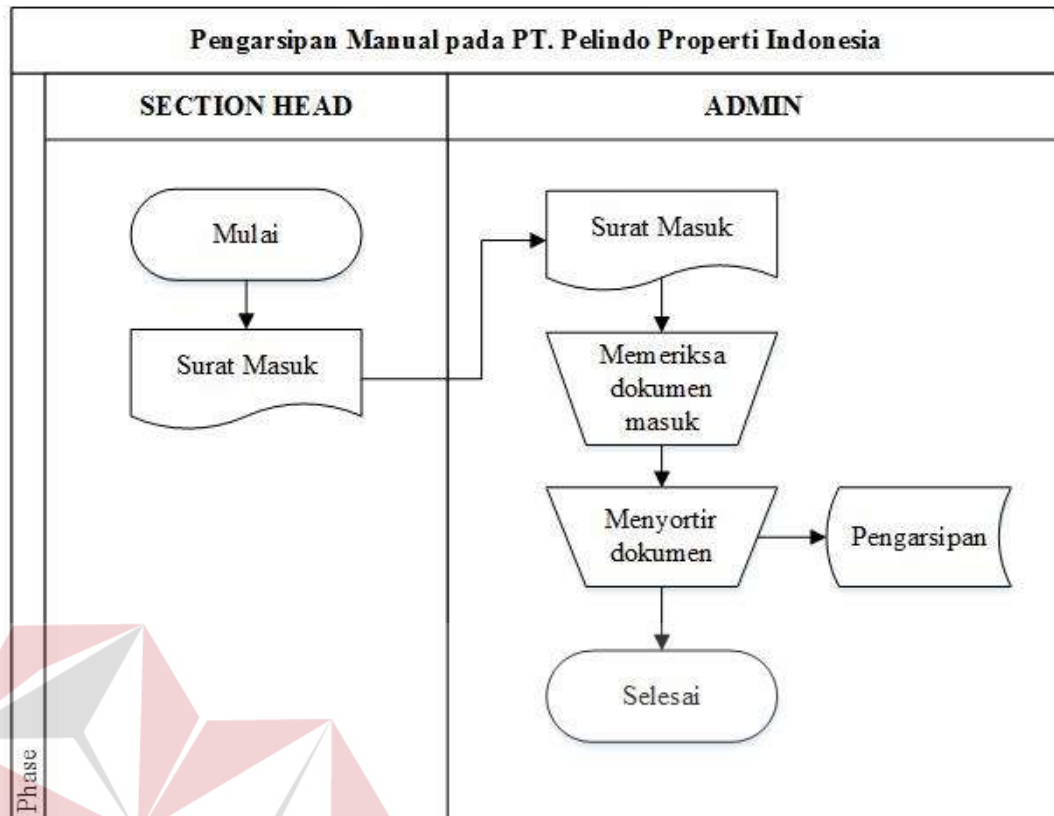 Pengarsipan Manual pada PT. Pelindo Properti Indonesia
SECTION HEAD
ADMIN
Mulai
Surat Masuk
Surat Masuk
Memeriksa
dokumen
masuk
Menyortir
dokumen
Pengarsipan
Selesai
Phase